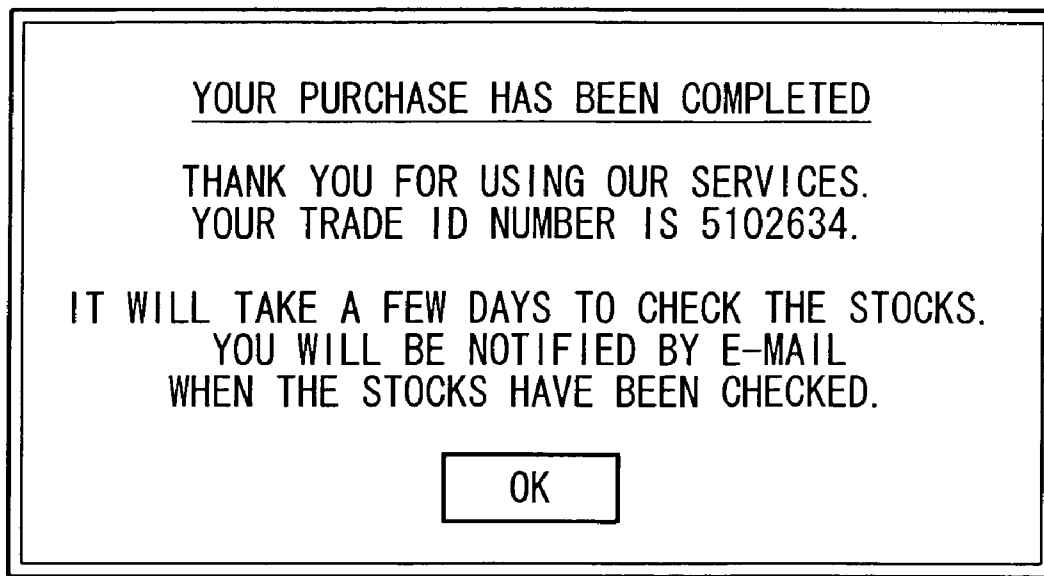 YOUR PURCHASE HAS BEEN COMPLETED
THANK YOU FOR USING OUR SERVICES.
YOUR TRADE ID NUMBER IS 5102634.
IT WILL TAKE A FEW DAYS TO CHECK THE STOCKS.
YOU WILL BE NOTIFIED BY E-MAIL
WHEN THE STOCKS HAVE BEEN CHECKED.
OK